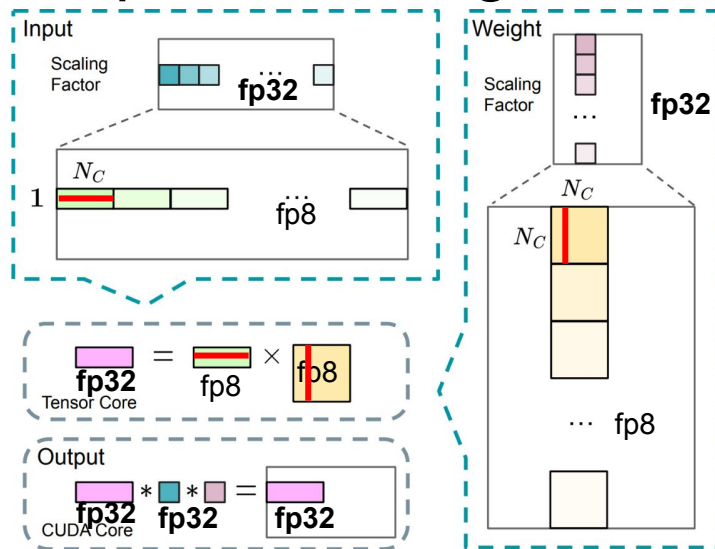 Input
Scaling
Factor
...
fp32
N_C
1
...
fp8
Weight
Scaling
Factor
...
fp32
N_C
N_C
... fp8
= ×
fp32 fp8 fp8
Tensor Core
Output
* * =
fp32 fp32 fp32
CUDA Core